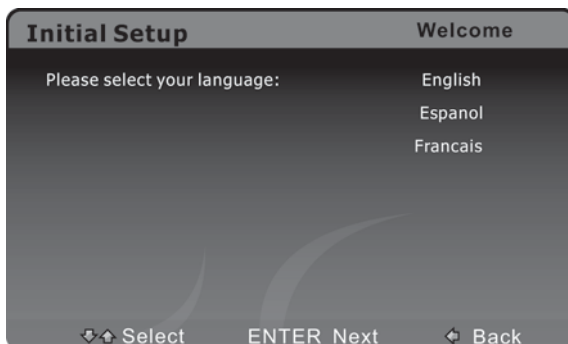 Initial Setup Welcome
Please select your language: English
Espanol
Francais
Select ENTER Next Back